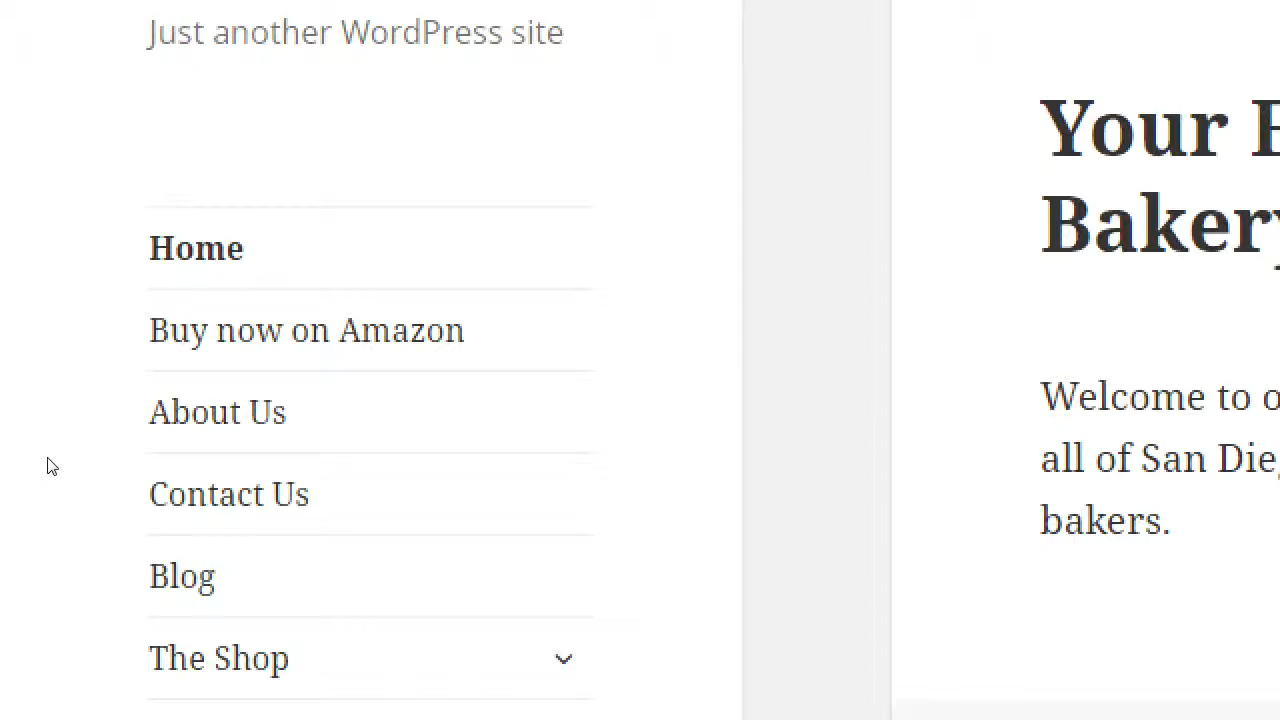 Just another WordPress site
Home
Buy now on Amazon
About Us
Contact Us
Blog
The Shop
Your
Bakery
Welcome to
all of San
bakers.